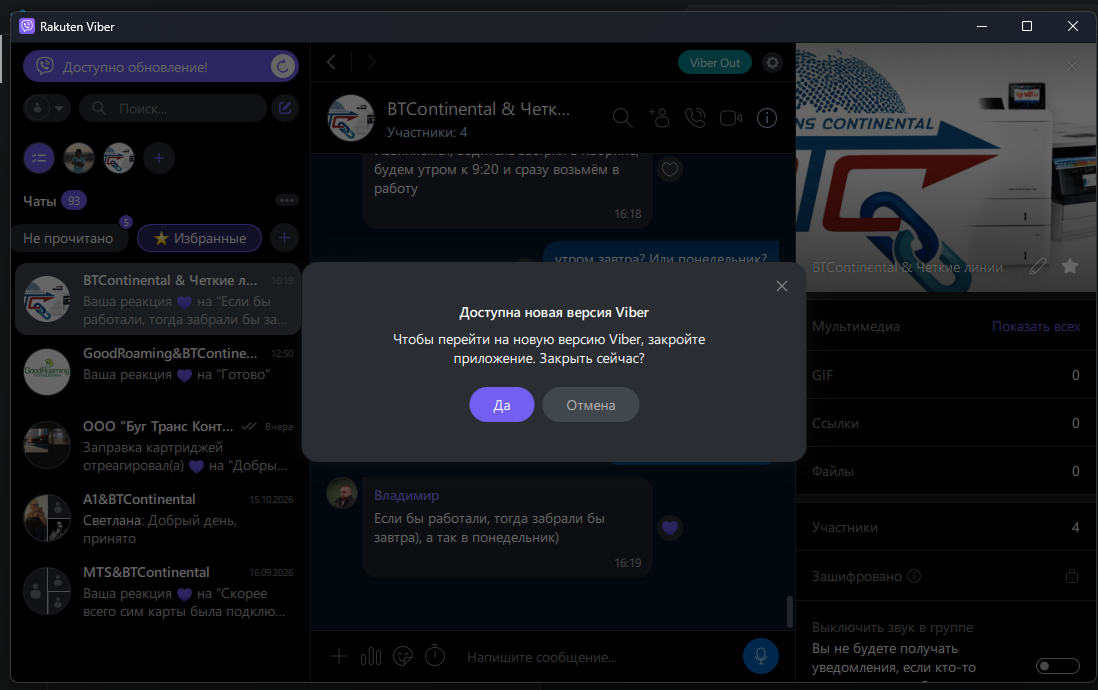 Rakuten Viber
Доступно обновление!
Поиск...
Чаты 93
Не прочитано 5
Избранные
BTContinental & Четкие л... 16:19
Ваша реакция 💜 на "Если бы
работали, тогда забрали бы за...
GoodRoaming&BTContine... 12:50
Ваша реакция 💜 на "Готово"
ООО "Буг Транс Конт... Вчера
Заправка картриджей
отреагировал(а) 💜 на "Добры...
A1&BTContinental 15.10.2026
Светлана: Добрый день,
принято
MTS&BTContinental 16.09.2026
Ваша реакция 💜 на "Скорее
всего сим карты была подклю...
Viber Out
BTContinental & Четк...
Участники: 4
будем утром к 9:20 и сразу возьмём в
работу
16:18
утром завтра? Или понедельник?
Доступна новая версия Viber
Чтобы перейти на новую версию Viber, закройте
приложение. Закрыть сейчас?
Да
Отмена
Владимир
Если бы работали, тогда забрали бы
завтра), а так в понедельник)
16:19
Напишите сообщение...
NS CONTINENTAL
BTContinental & Четкие линии
Мультимедиа Показать всех
GIF 0
Ссылки 0
Файлы 0
Участники 4
Зашифровано
Выключить звук в группе
Вы не будете получать
уведомления, если кто-то